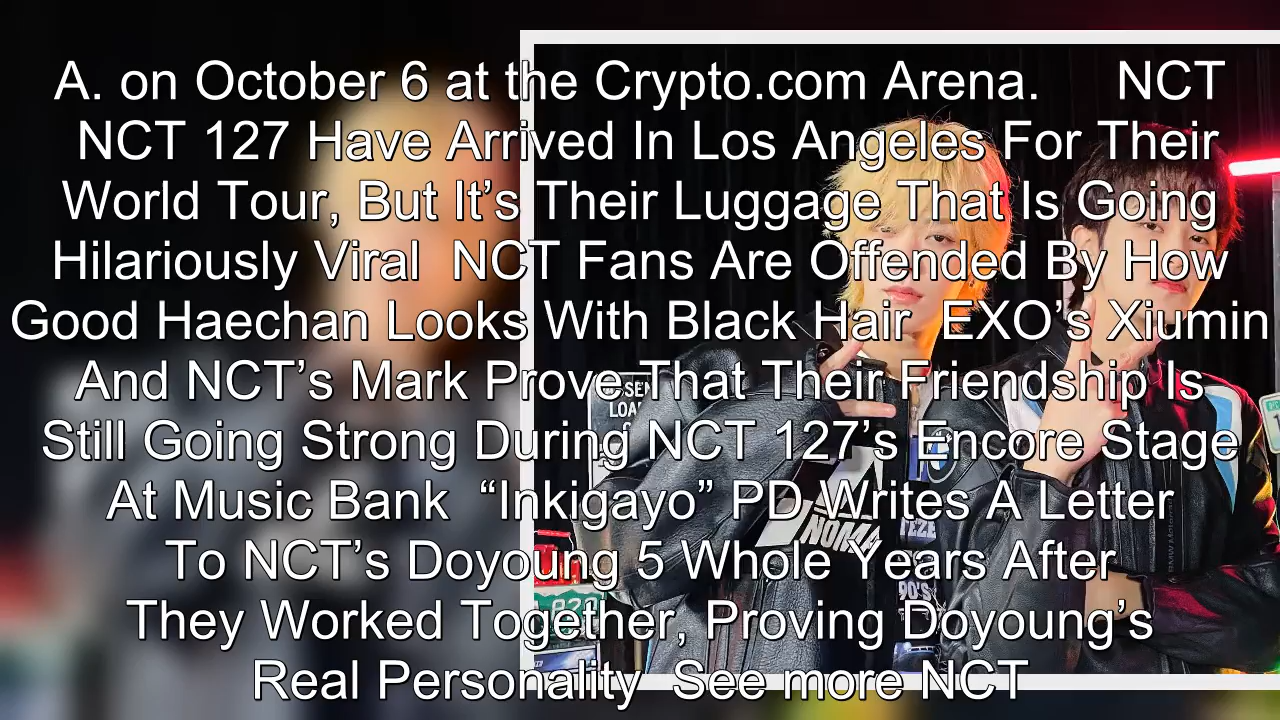 A. on October 6 at the Crypto.com Arena. NCT
NCT 127 Have Arrived In Los Angeles For Their
World Tour, But It’s Their Luggage That Is Going
Hilariously Viral NCT Fans Are Offended By How
Good Haechan Looks With Black Hair EXO’s Xiumin
And NCT’s Mark Prove That Their Friendship Is
Still Going Strong During NCT 127’s Encore Stage
At Music Bank “Inkigayo” PD Writes A Letter
To NCT’s Doyoung 5 Whole Years After
They Worked Together, Proving Doyoung’s
Real Personality See more NCT
90'S